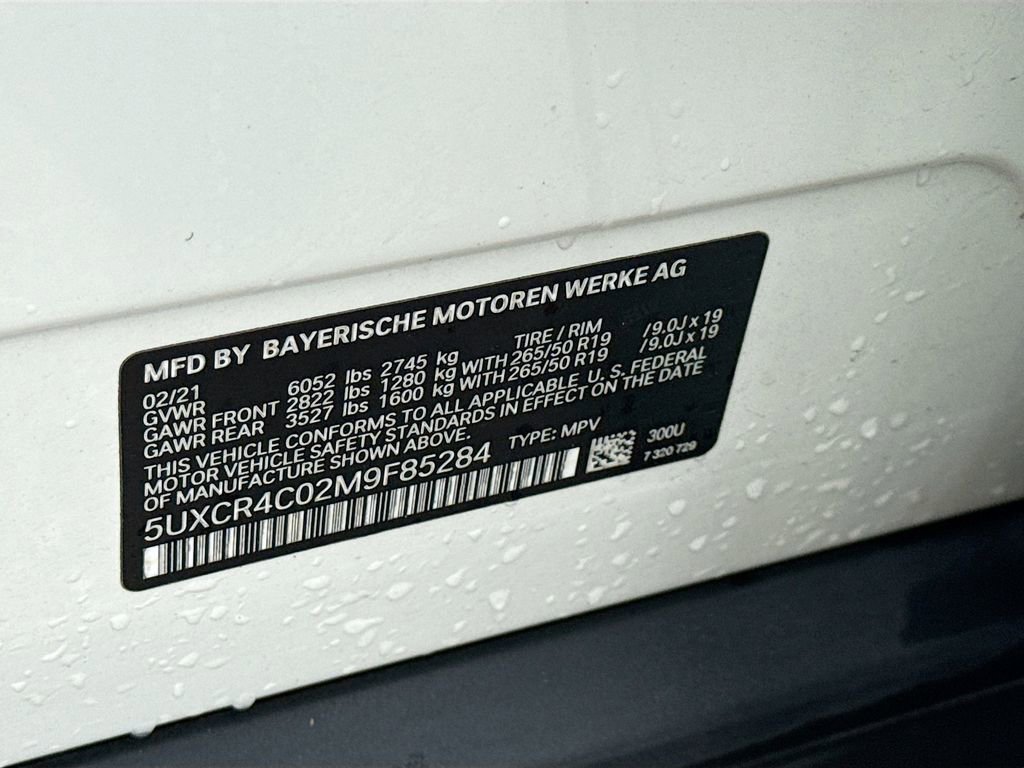 MFD BY BAYERISCHE MOTOREN WERKE AG
02/21 TIRE / RIM
GVWR 6052 lbs 2745 kg
GAWR FRONT 2822 lbs 1280 kg WITH 265/50 R19 /9.0J x 19
GAWR REAR 3527 lbs 1600 kg WITH 265/50 R19 /9.0J x 19
THIS VEHICLE CONFORMS TO ALL APPLICABLE U. S. FEDERAL
MOTOR VEHICLE SAFETY STANDARDS IN EFFECT ON THE DATE
OF MANUFACTURE SHOWN ABOVE.
5UXCR4C02M9F85284 TYPE: MPV 300U
7 320 729